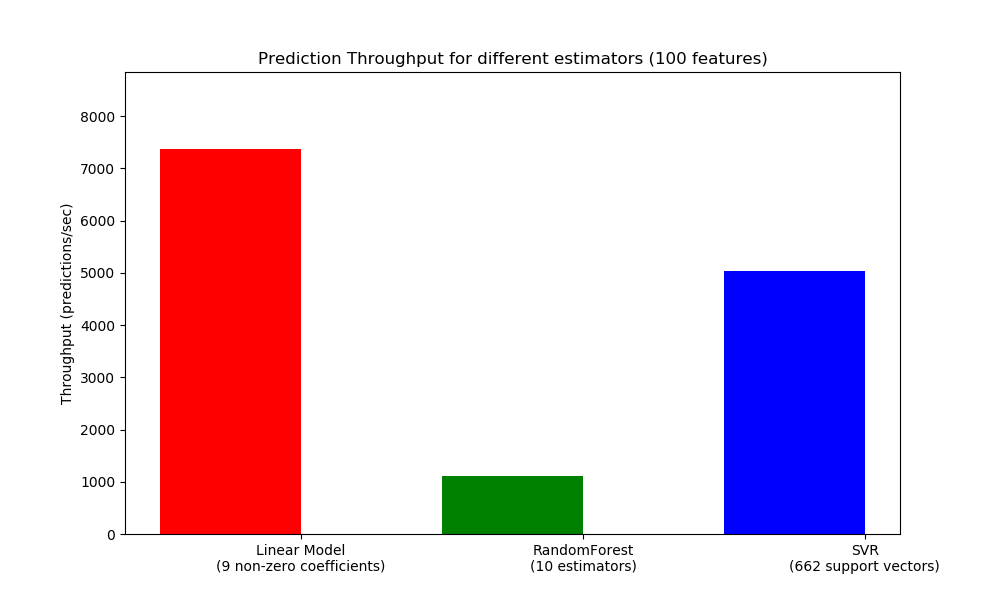 Prediction Throughput for different estimators (100 features)
Throughput (predictions/sec)
8000
7000
6000
5000
4000
3000
2000
1000
0
Linear Model
(9 non-zero coefficients)
RandomForest
(10 estimators)
SVR
(662 support vectors)